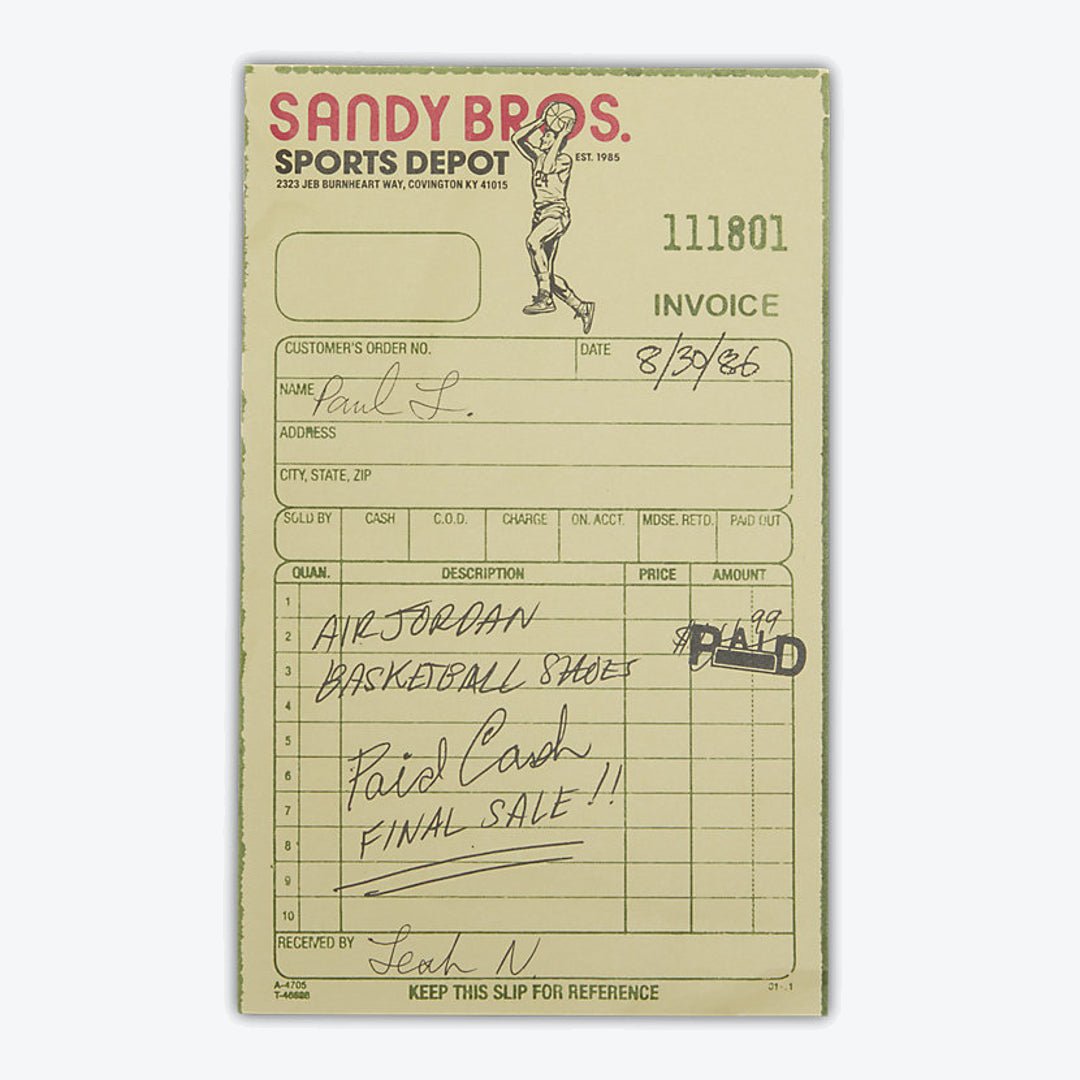 SANDY BROS.
SPORTS DEPOT EST. 1985
2323 JEB BURNHEART WAY, COVINGTON KY 41015
24
111801
INVOICE
CUSTOMER'S ORDER NO. DATE 8/30/86
NAME Paul L.
ADDRESS
CITY, STATE, ZIP
SOLD BY CASH C.O.D. CHARGE ON. ACCT. MDSE. RETD. PAID OUT
QUAN. DESCRIPTION PRICE AMOUNT
1
2 AIR JORDAN $ 99 PAID
3 BASKETBALL SHOES
4
5
6 Paid Cash
7
8 FINAL SALE!!
9
10
RECEIVED BY Leah N.
A-4705
KEEP THIS SLIP FOR REFERENCE